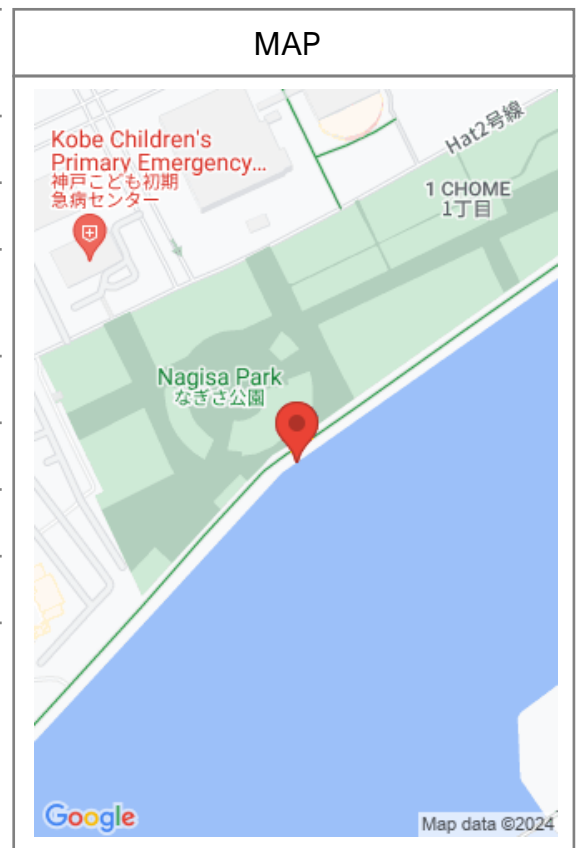 MAP
Kobe Children's
Primary Emergency...
神戸こども初期
急病センター
Hat2号線
1 CHOME
1丁目
Nagisa Park
なぎさ公園
Google
Map data ©2024